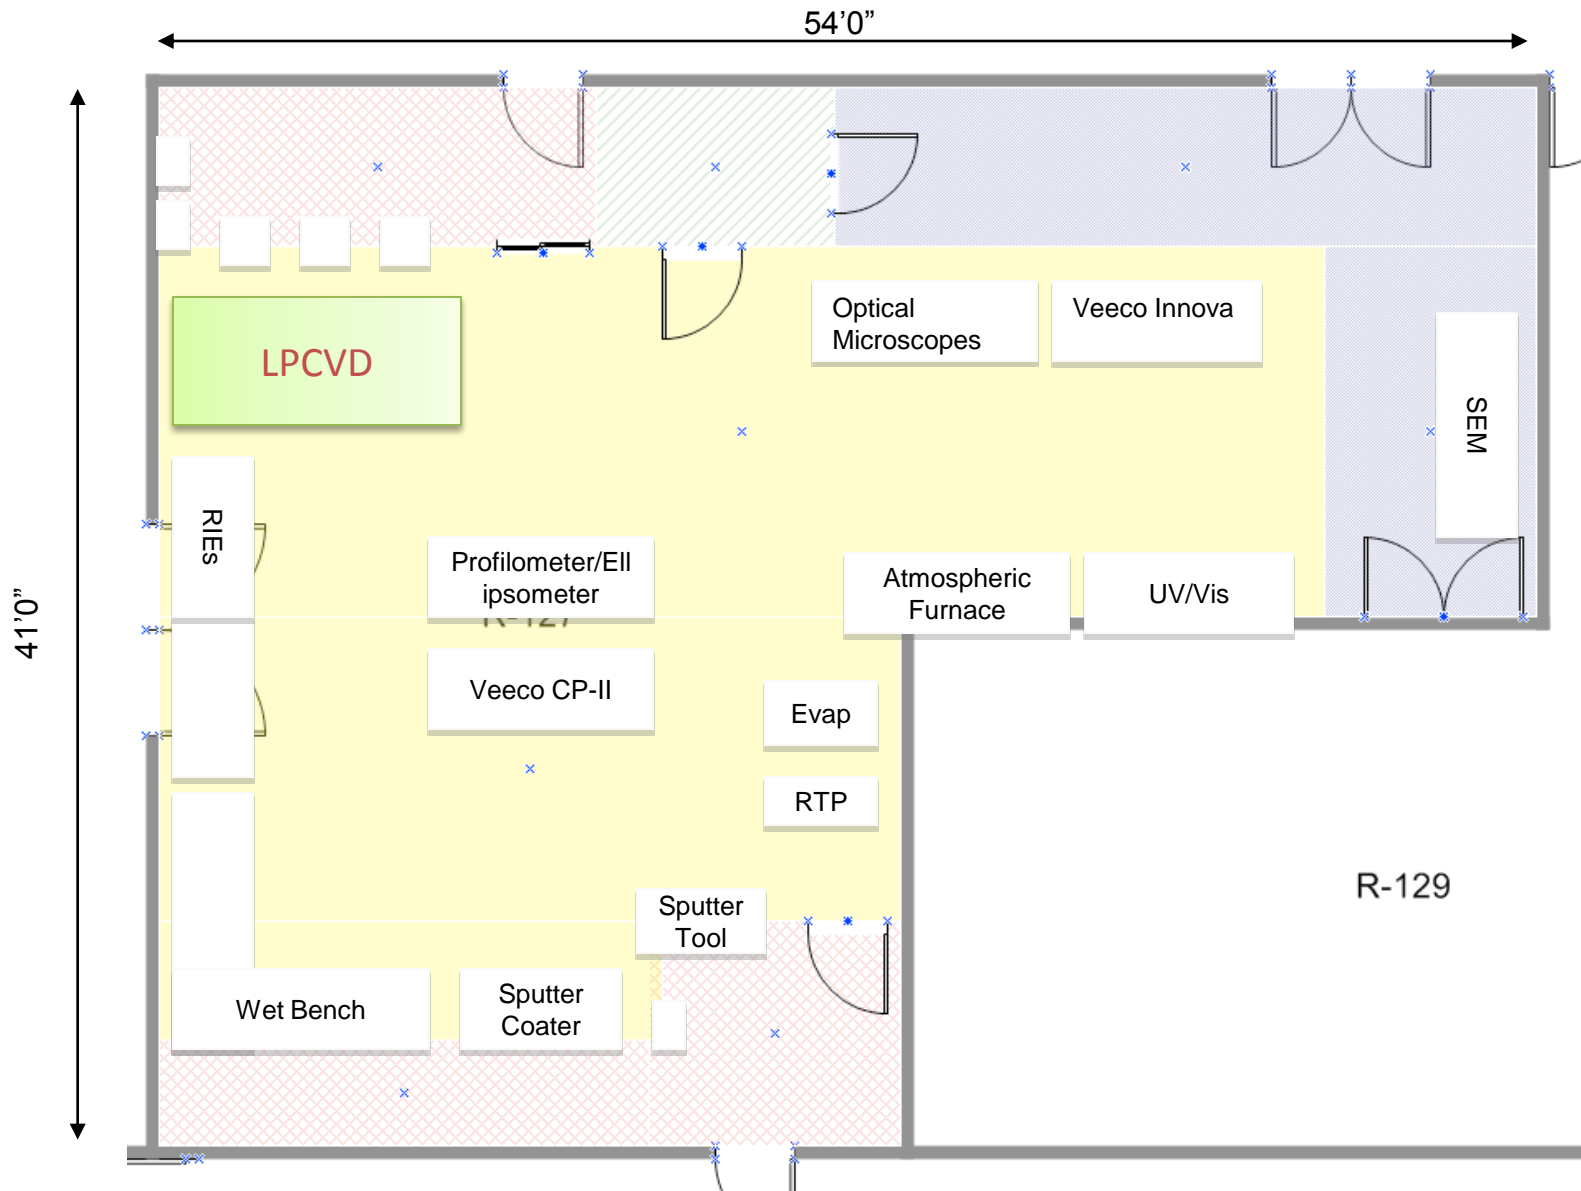 54’0”
Optical
Microscopes
Veeco Innova
LPCVD
SEM
RIEs
Profilometer/Ell
ipsometer
R-127
Atmospheric
Furnace
UV/Vis
41’0”
Veeco CP-II
Evap
RTP
R-129
Sputter
Tool
Wet Bench
Sputter
Coater